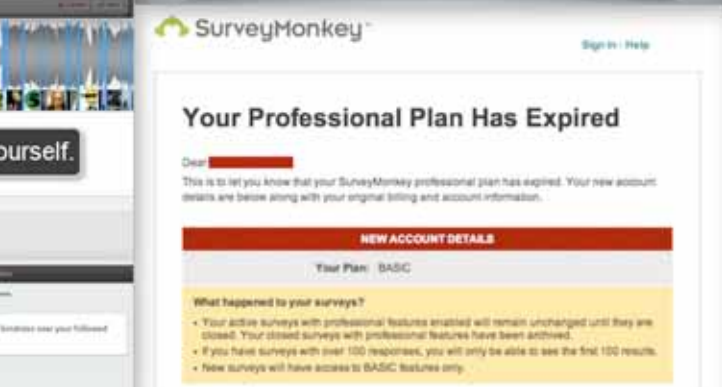 SurveyMonkey
Sign In | Help
ourself.
Your Professional Plan Has Expired
Dear
This is to let you know that your SurveyMonkey professional plan has expired. Your new account
details are below along with your original billing and account information.
NEW ACCOUNT DETAILS
Your Plan: BASIC
What happened to your surveys?
• Your active surveys with professional features enabled will remain unchanged until they are
closed. Your closed surveys with professional features have been archived.
• If you have surveys with over 100 responses, you will only be able to see the first 100 results.
• New surveys will have access to BASIC features only.
over your followed